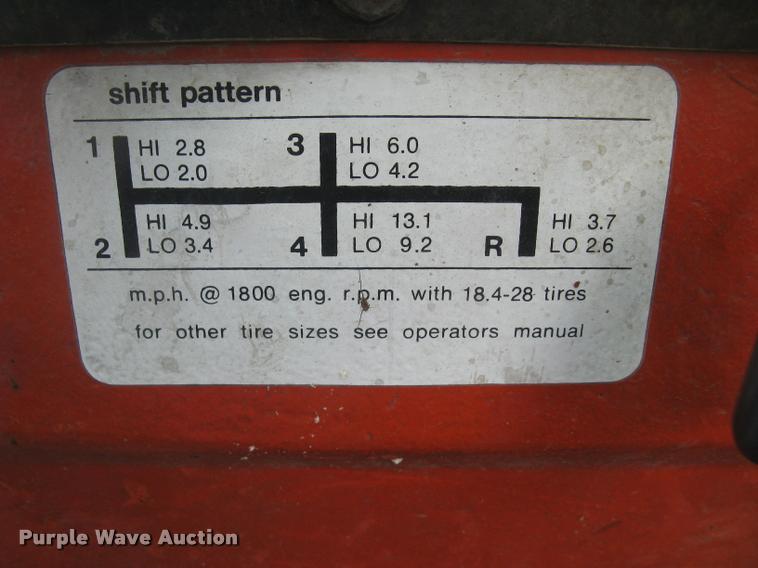 shift pattern
1 HI 2.8 3 HI 6.0
LO 2.0 LO 4.2
HI 4.9 HI 13.1 HI 3.7
2 LO 3.4 4 LO 9.2 R LO 2.6
m.p.h. @ 1800 eng. r.p.m. with 18.4-28 tires
for other tire sizes see operators manual
Purple Wave Auction